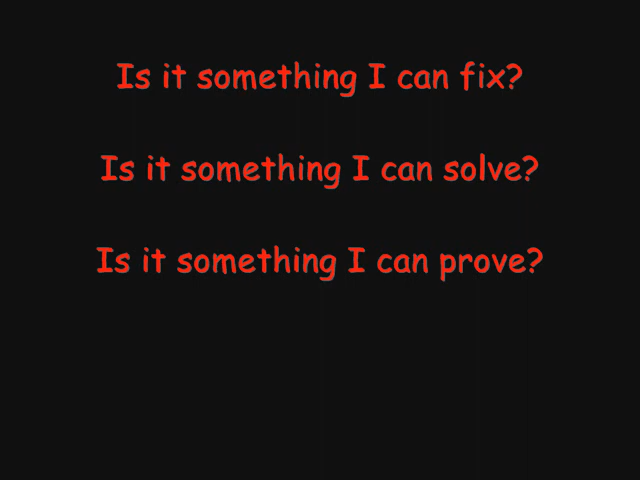 Is it something I can fix?
Is it something I can solve?
Is it something I can prove?